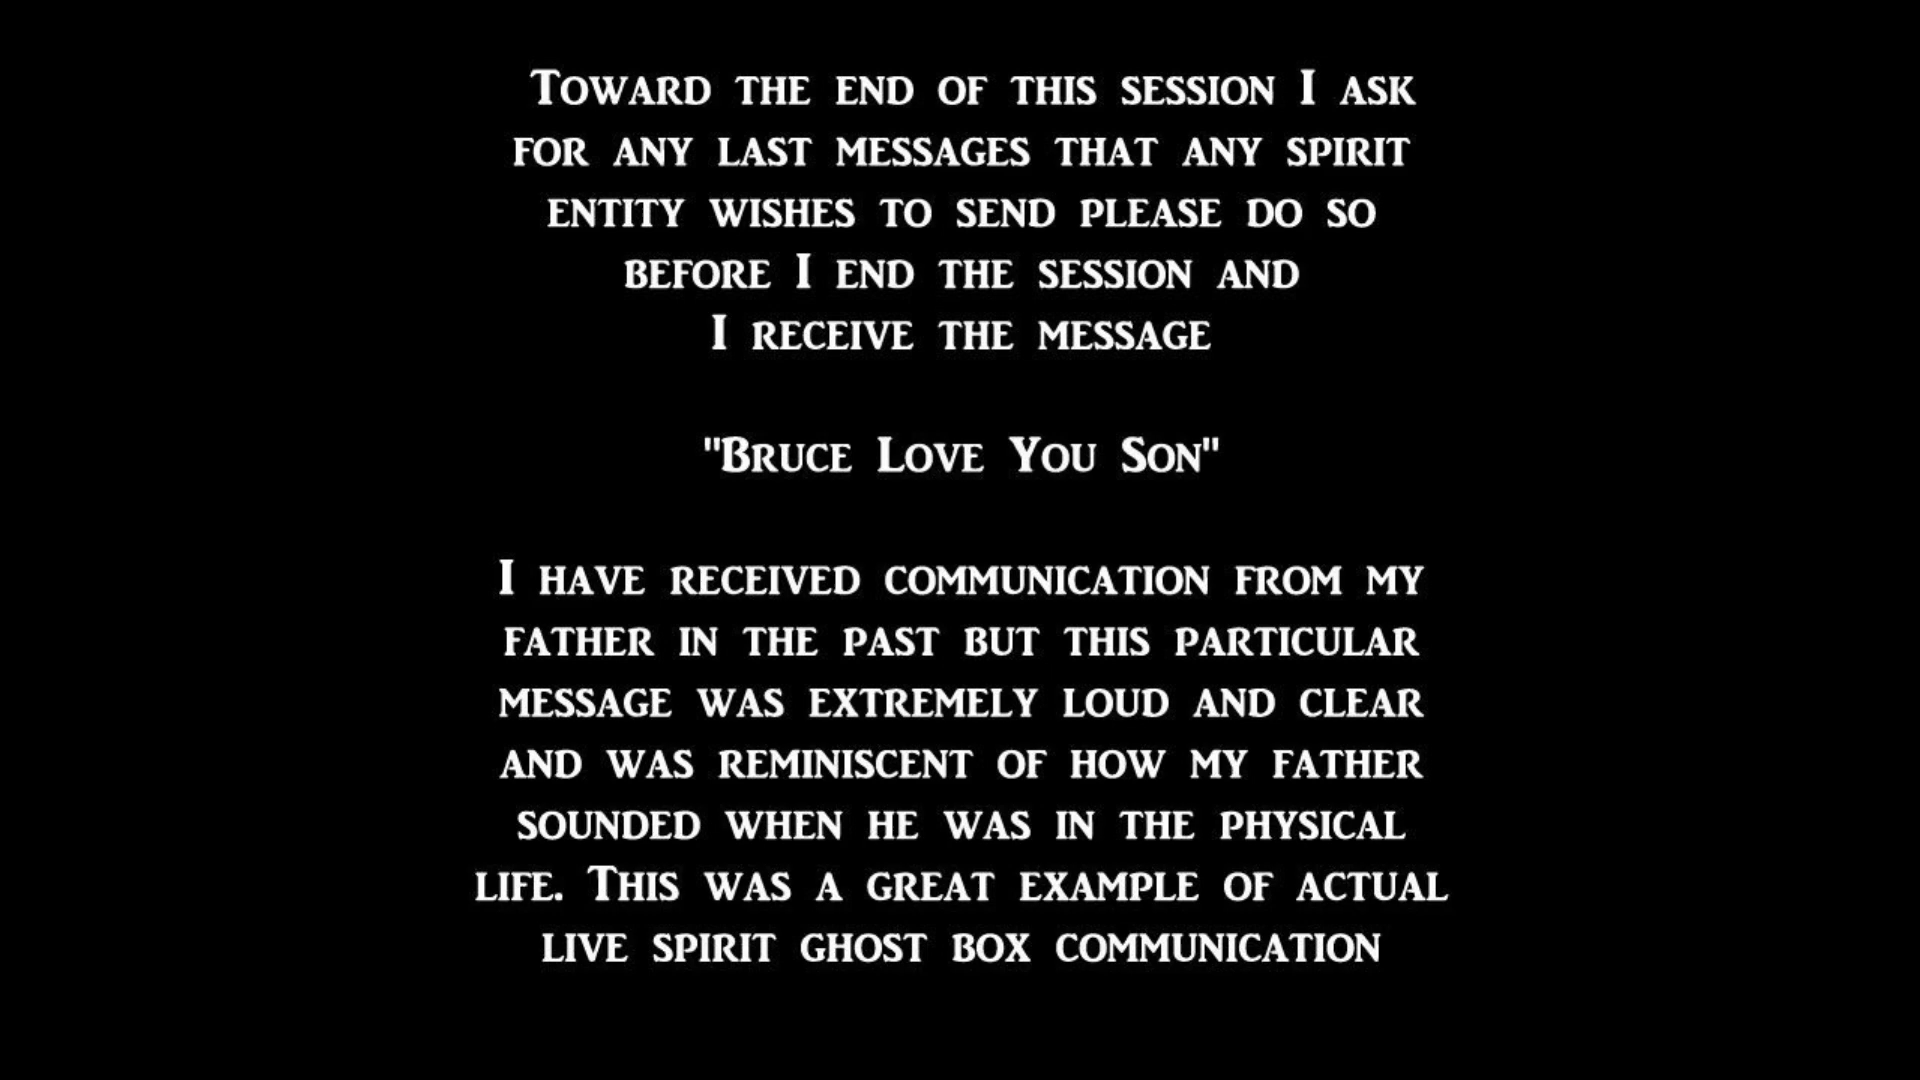 Toward the end of this session I ask
for any last messages that any spirit
entity wishes to send please do so
before I end the session and
I receive the message
"Bruce Love You Son"
I have received communication from my
father in the past but this particular
message was extremely loud and clear
and was reminiscent of how my father
sounded when he was in the physical
life. This was a great example of actual
live spirit ghost box communication